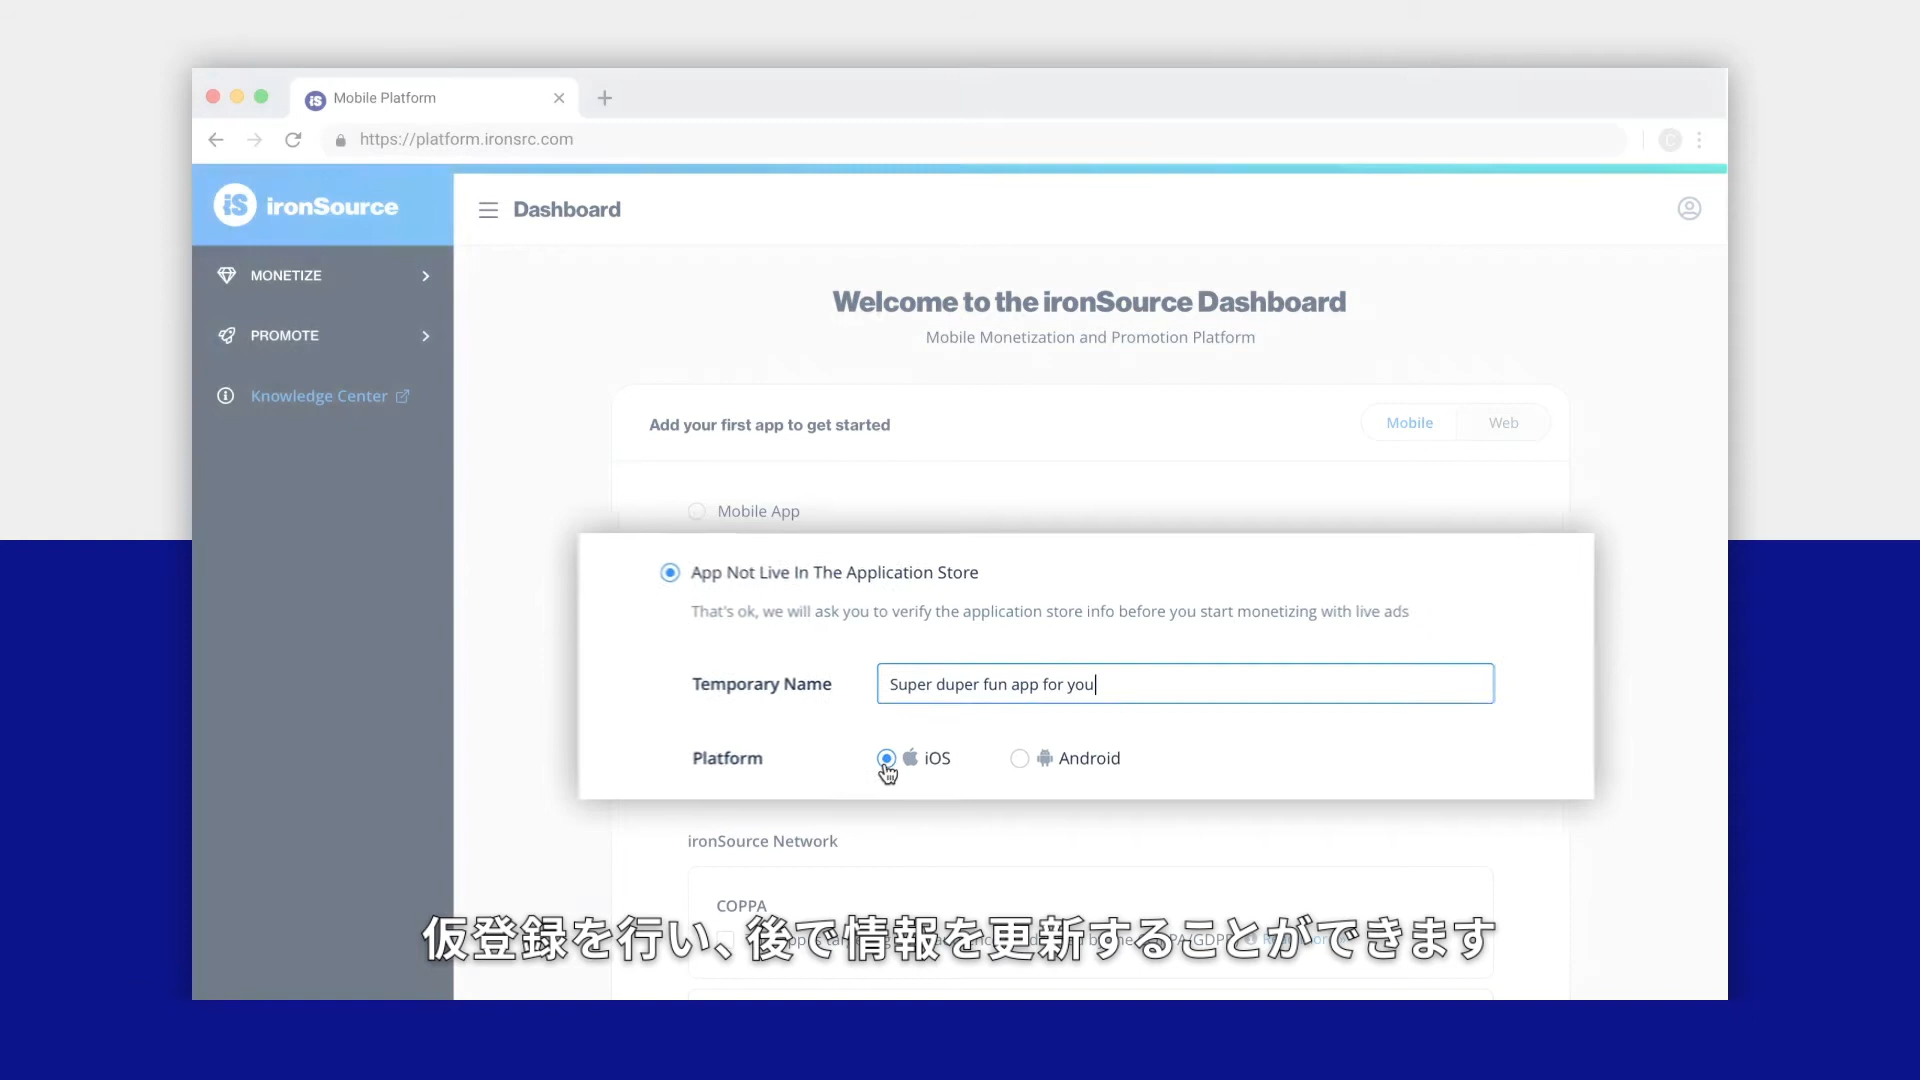 Mobile Platform
https://platform.ironsrc.com
C
iS ironSource
Dashboard
MONETIZE
PROMOTE
Knowledge Center
Welcome to the ironSource Dashboard
Mobile Monetization and Promotion Platform
Add your first app to get started
Mobile
Web
Mobile App
App Not Live In The Application Store
That's ok, we will ask you to verify the application store info before you start monetizing with live ads
Temporary Name
Super duper fun app for you
Platform
iOS
Android
ironSource Network
COPPA
仮登録を行い、後で情報を更新することができます